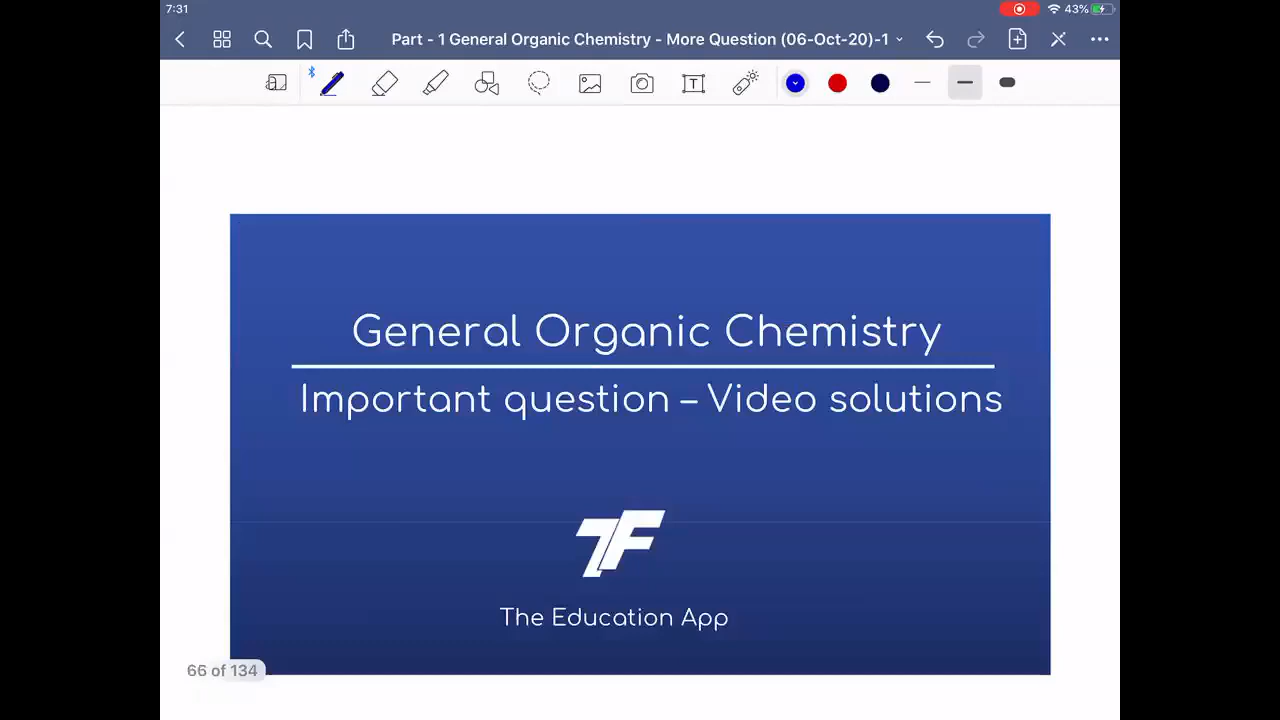 7:31
43%
Part - 1 General Organic Chemistry - More Question (06-Oct-20)-1
T
General Organic Chemistry
Important question – Video solutions
TF
The Education App
66 of 134